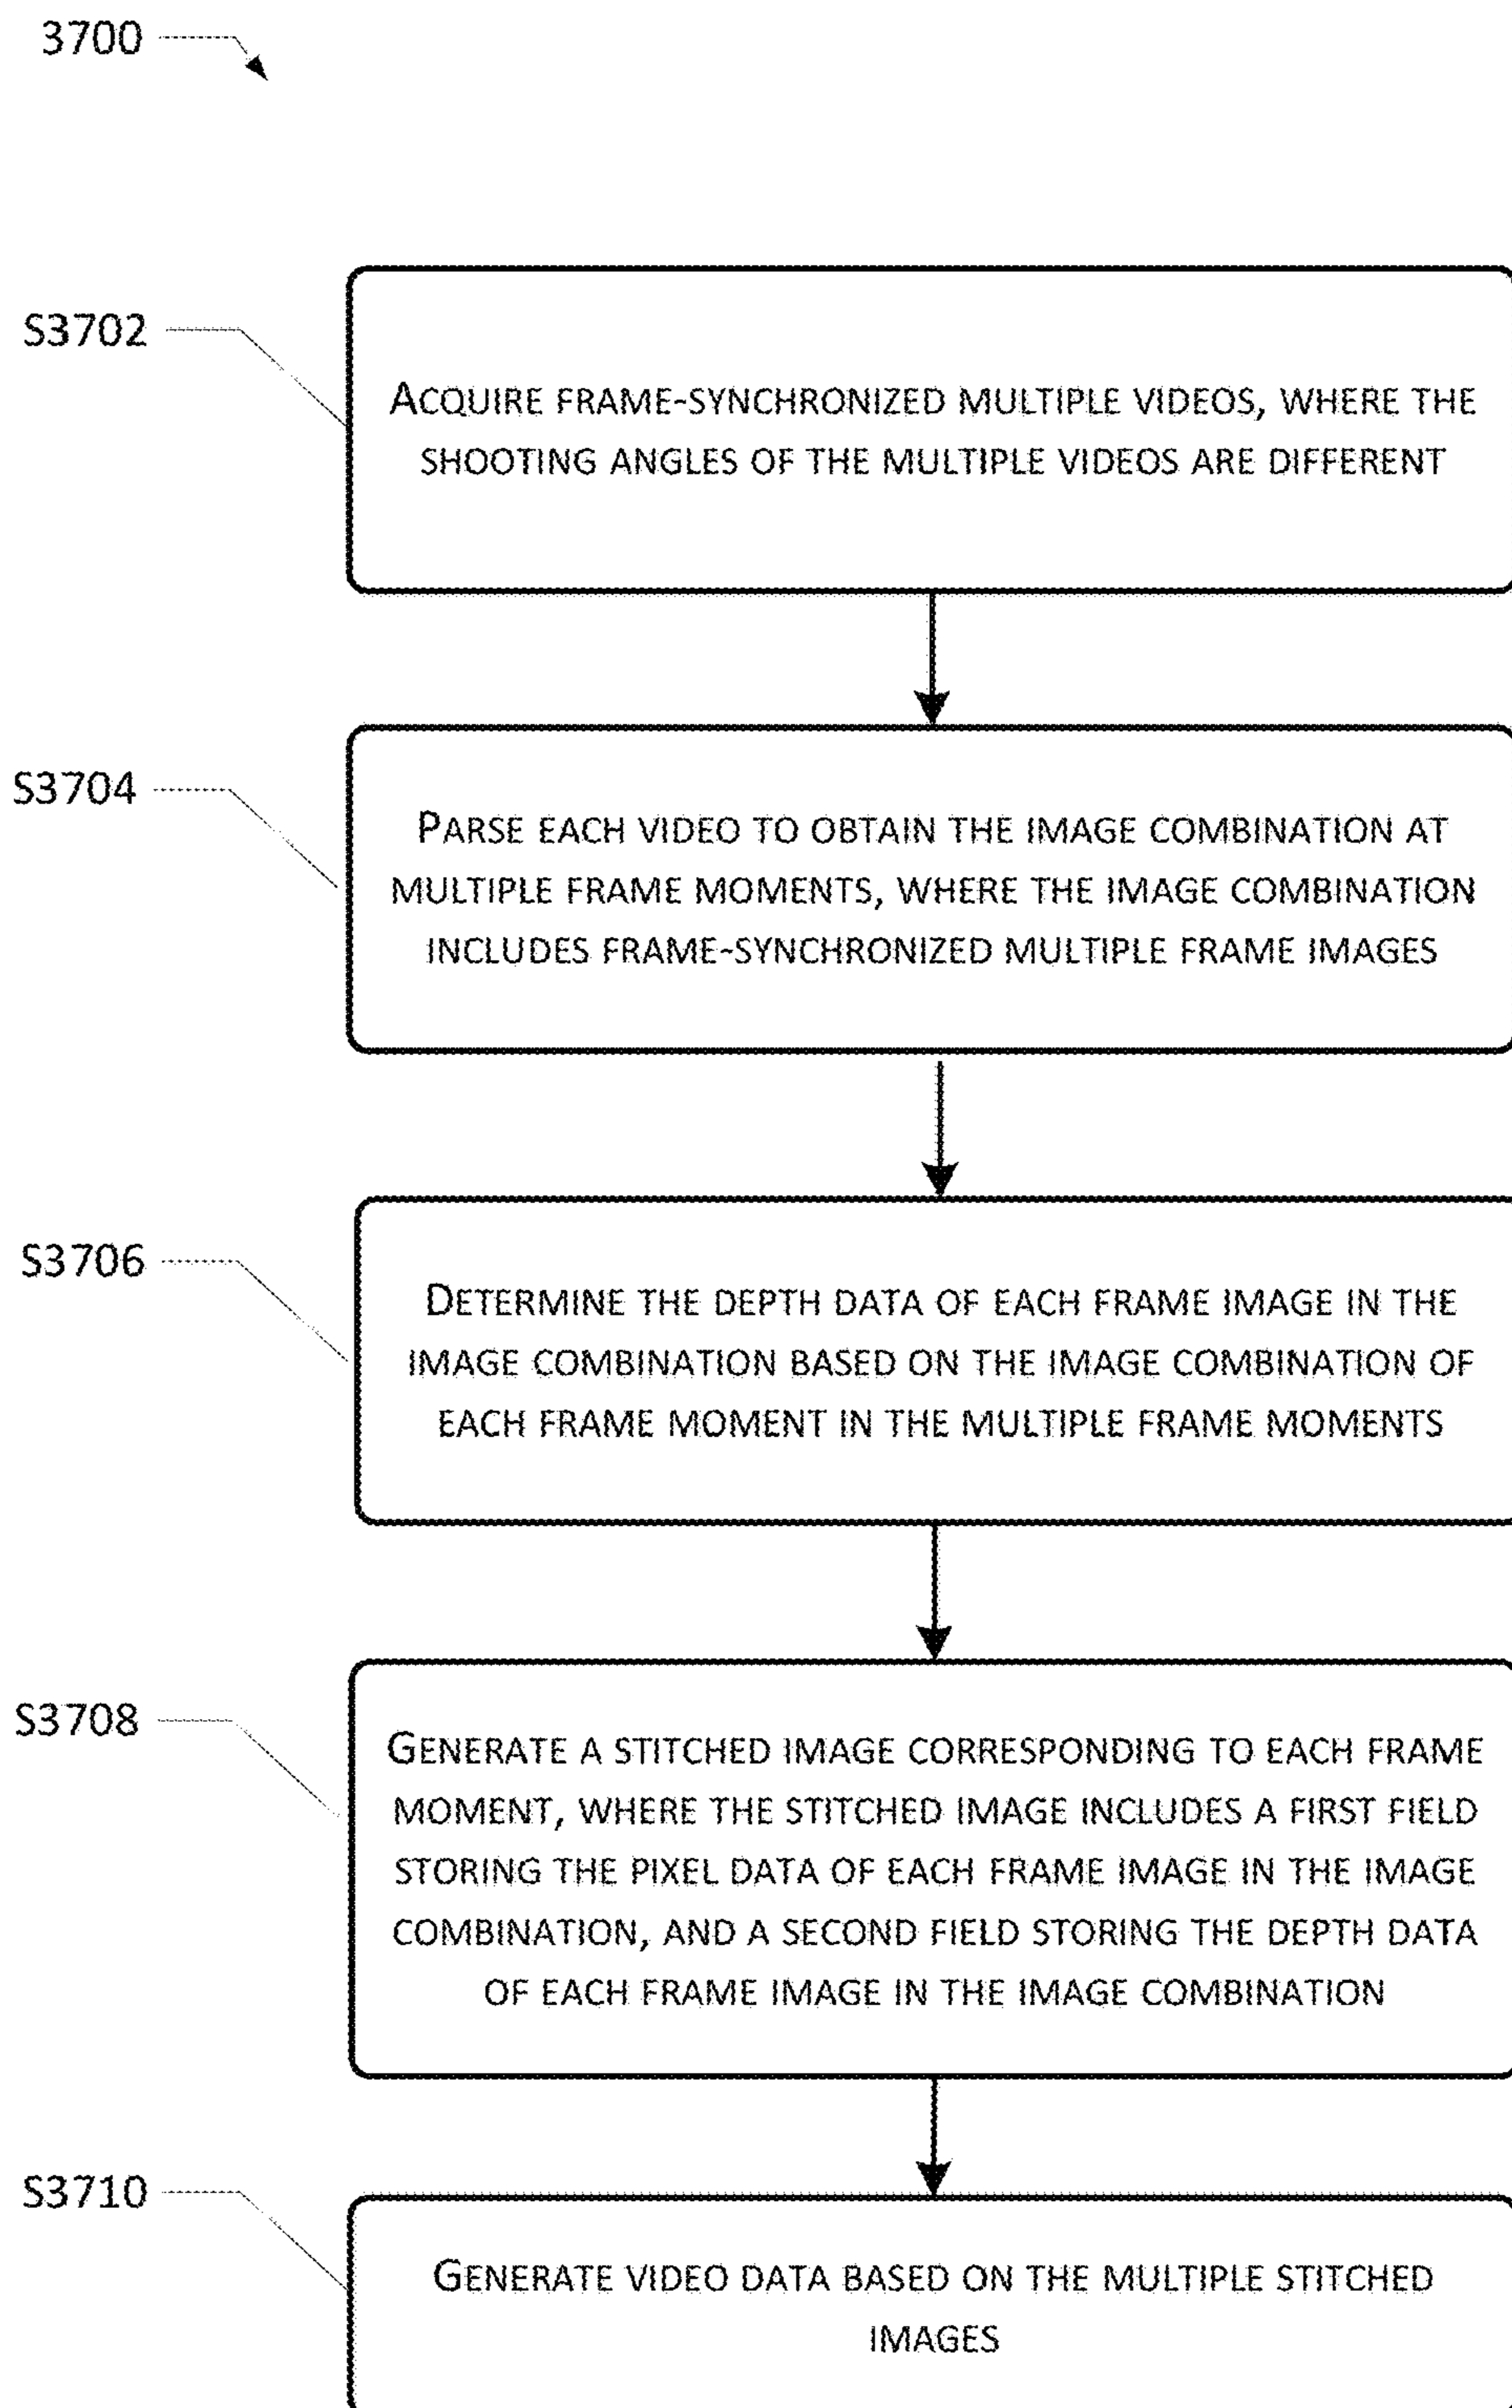 3700
S3702
ACQUIRE FRAME-SYNCHRONIZED MULTIPLE VIDEOS, WHERE THE
SHOOTING ANGLES OF THE MULTIPLE VIDEOS ARE DIFFERENT
S3704
PARSE EACH VIDEO TO OBTAIN THE IMAGE COMBINATION AT
MULTIPLE FRAME MOMENTS, WHERE THE IMAGE COMBINATION
INCLUDES FRAME-SYNCHRONIZED MULTIPLE FRAME IMAGES
S3706
DETERMINE THE DEPTH DATA OF EACH FRAME IMAGE IN THE
IMAGE COMBINATION BASED ON THE IMAGE COMBINATION OF
EACH FRAME MOMENT IN THE MULTIPLE FRAME MOMENTS
S3708
GENERATE A STITCHED IMAGE CORRESPONDING TO EACH FRAME
MOMENT, WHERE THE STITCHED IMAGE INCLUDES A FIRST FIELD
STORING THE PIXEL DATA OF EACH FRAME IMAGE IN THE IMAGE
COMBINATION, AND A SECOND FIELD STORING THE DEPTH DATA
OF EACH FRAME IMAGE IN THE IMAGE COMBINATION
S3710
GENERATE VIDEO DATA BASED ON THE MULTIPLE STITCHED
IMAGES